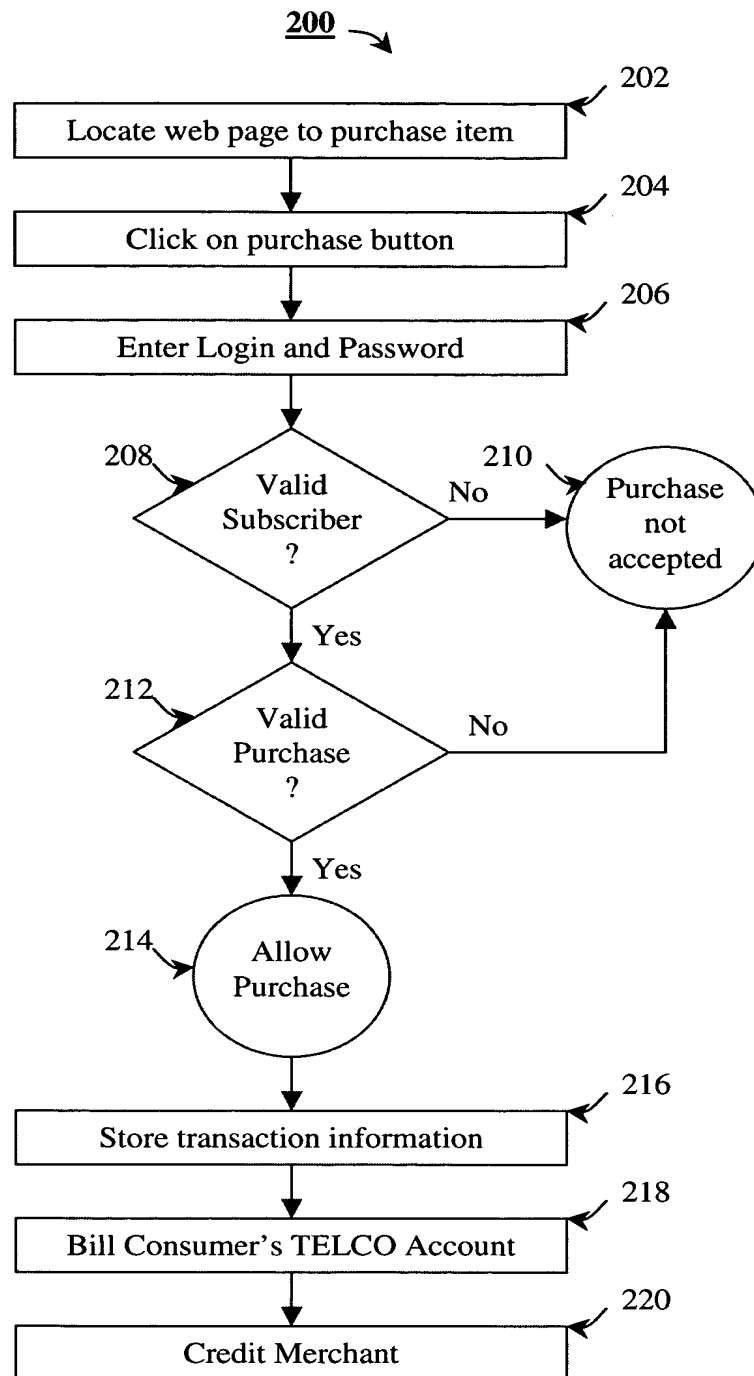 200
202
Locate web page to purchase item
204
Click on purchase button
206
Enter Login and Password
208
Valid
Subscriber
?
No
210
Purchase
not
accepted
Yes
212
Valid
Purchase
?
No
Yes
214
Allow
Purchase
216
Store transaction information
218
Bill Consumer's TELCO Account
220
Credit Merchant